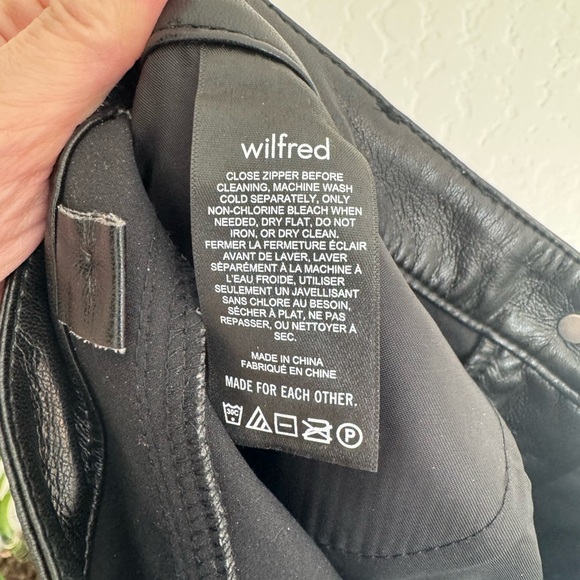 wilfred
CLOSE ZIPPER BEFORE
CLEANING, MACHINE WASH
COLD SEPARATELY, ONLY
NON-CHLORINE BLEACH WHEN
NEEDED, DRY FLAT, DO NOT
IRON, OR DRY CLEAN.
FERMER LA FERMETURE ÉCLAIR
AVANT DE LAVER, LAVER
SÉPARÉMENT À LA MACHINE À
L'EAU FROIDE, UTILISER
SEULEMENT UN JAVELLISANT
SANS CHLORE AU BESOIN,
SÉCHER À PLAT, NE PAS
REPASSER, OU NETTOYER À
SEC.
MADE IN CHINA
FABRIQUÉ EN CHINE
MADE FOR EACH OTHER.
30C P